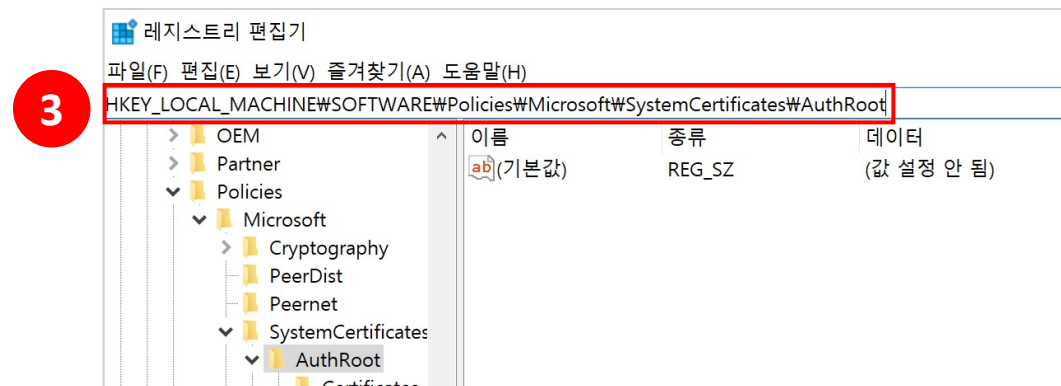 레지스트리 편집기
파일(F) 편집(E) 보기(V) 즐겨찾기(A) 도움말(H)
3
HKEY_LOCAL_MACHINE₩SOFTWARE₩Policies₩Microsoft₩SystemCertificates₩AuthRoot
이름 종류 데이터
ab (기본값) REG_SZ (값 설정 안 됨)
OEM
Partner
Policies
Microsoft
Cryptography
PeerDist
Peernet
SystemCertificates
AuthRoot
Certificates